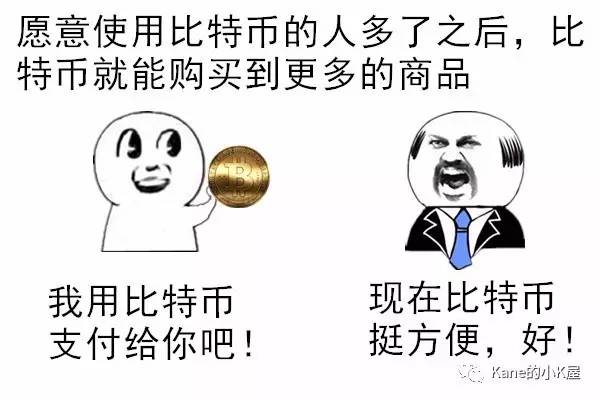 愿意使用比特币的人多了之后，比
特币就能购买到更多的商品
B
我用比特币
支付给你吧！
现在比特币
挺方便，好！
Kane的小K屋